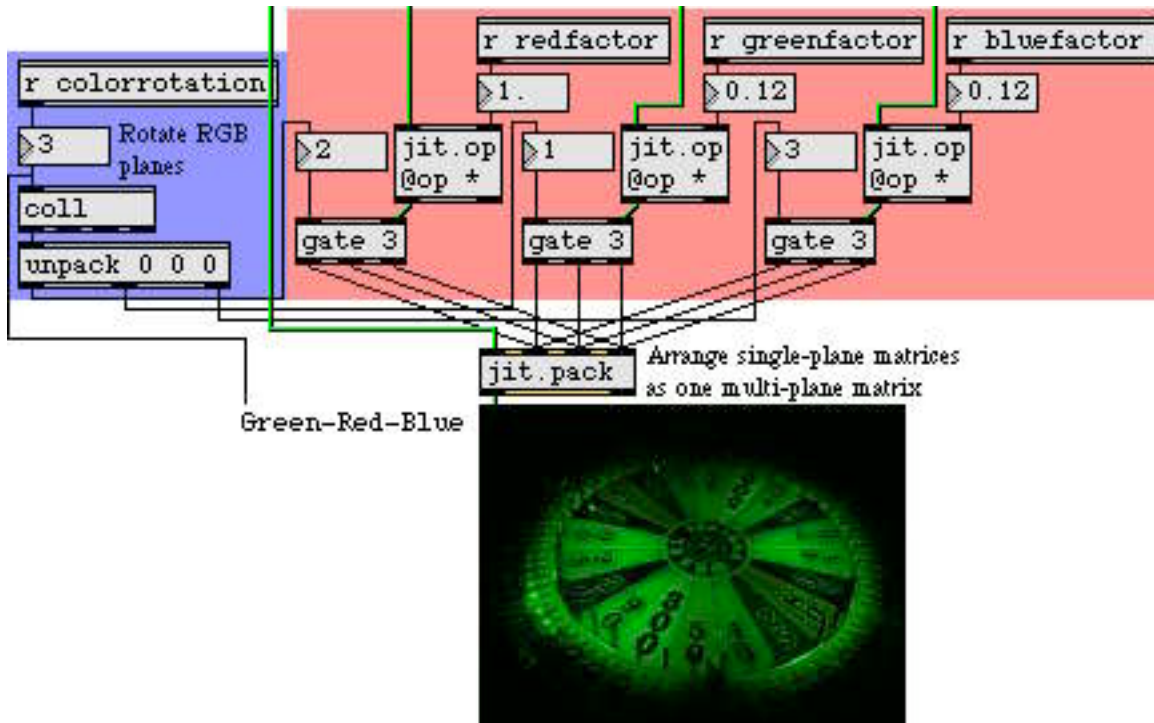 r redfactor
r greenfactor
r bluefactor
r colorrotation
1.
0.12
0.12
3
Rotate RGB
planes
2
jit.op
@op *
1
jit.op
@op *
3
jit.op
@op *
coll
gate 3
gate 3
gate 3
unpack 0 0 0
jit.pack
Arrange single-plane matrices
as one multi-plane matrix
Green-Red-Blue